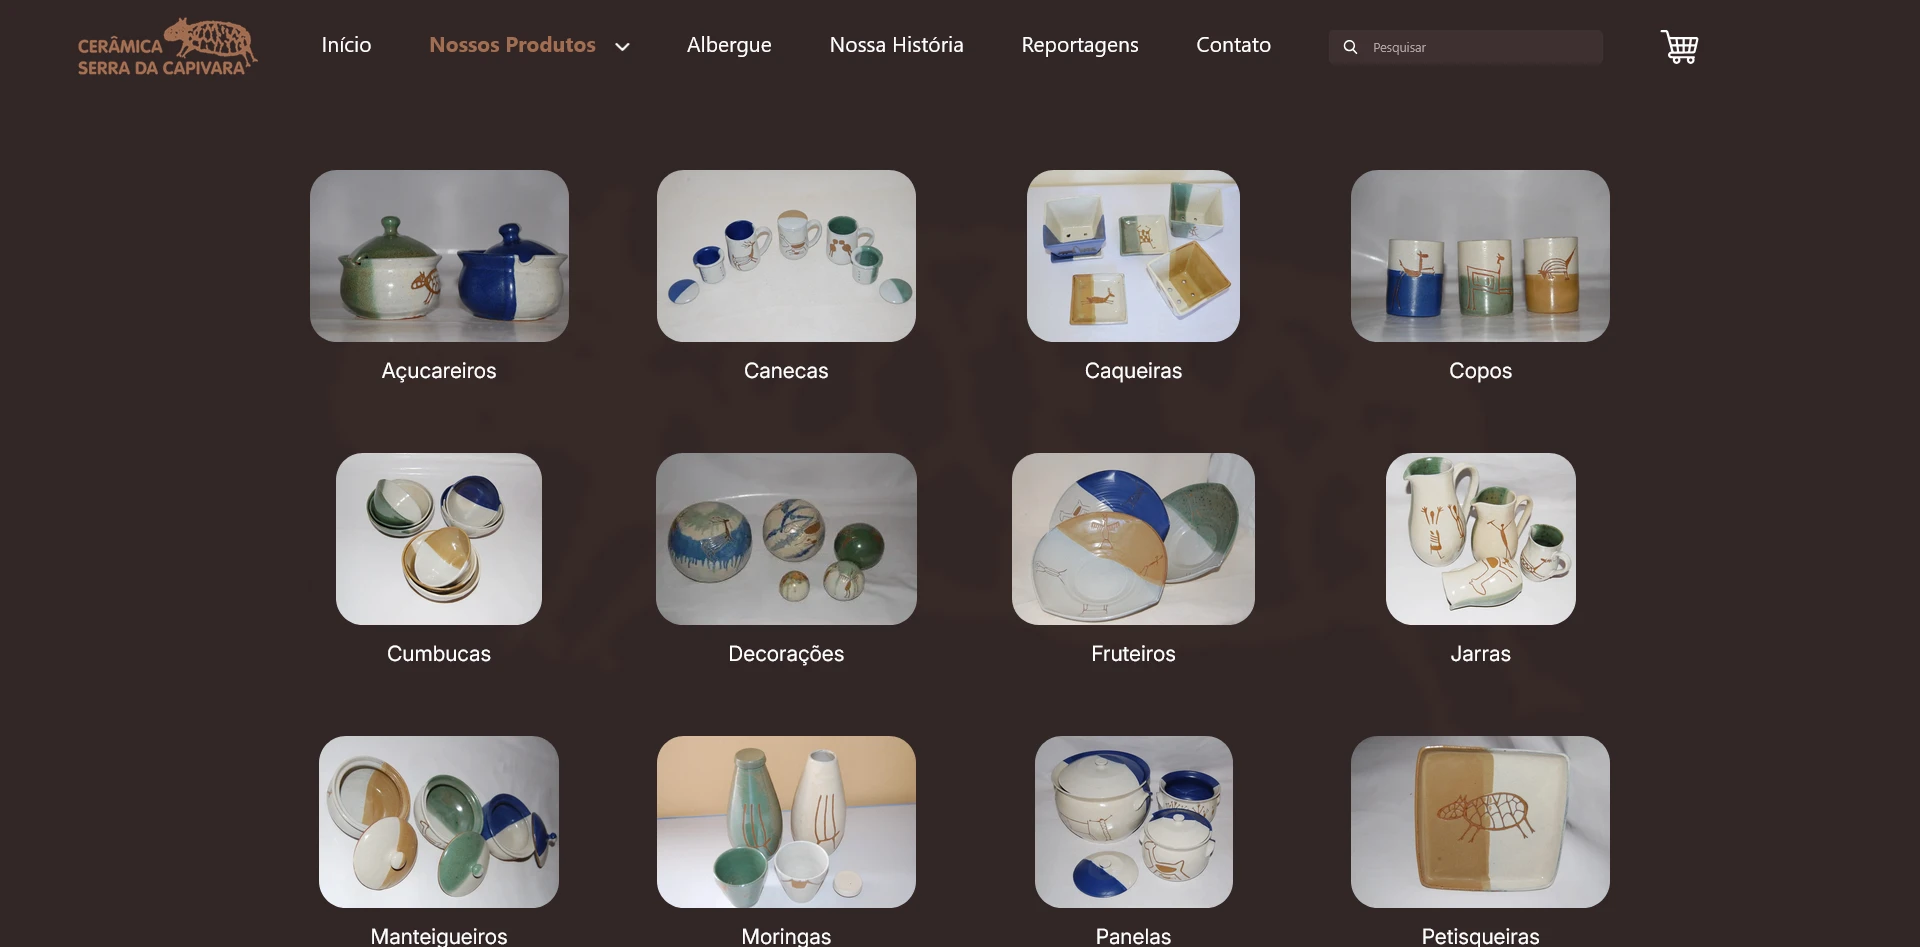 CERÂMICA
SERRA DA CAPIVARA
Início
Nossos Produtos
Albergue
Nossa História
Reportagens
Contato
Pesquisar
Açucareiros
Canecas
Caqueiras
Copos
Cumbucas
Decorações
Fruteiros
Jarras
Manteigueiros
Moringas
Panelas
Petisqueiras